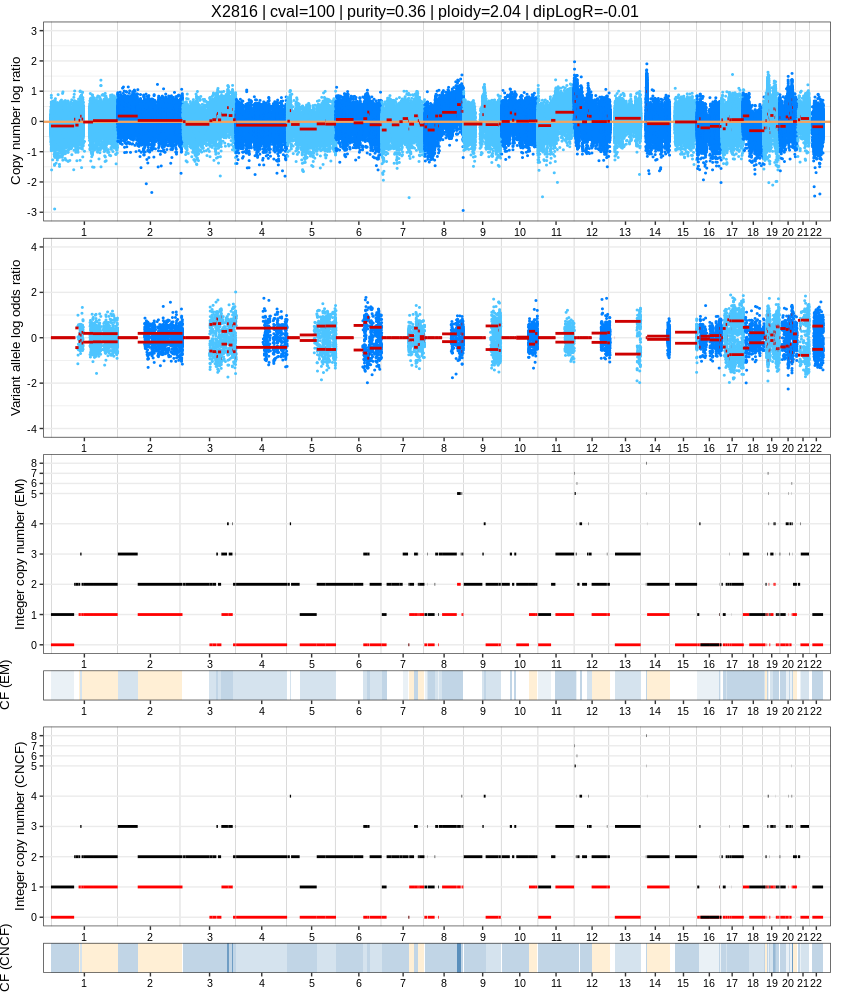 X2816 | cval=100 | purity=0.36 | ploidy=2.04 | dipLogR=-0.01
Copy number log ratio
3
2
1
0
-1
-2
-3
1 2 3 4 5 6 7 8 9 10 11 12 13 14 15 16 17 18 19 20 21 22
Variant allele log odds ratio
4
2
0
-2
-4
1 2 3 4 5 6 7 8 9 10 11 12 13 14 15 16 17 18 19 20 21 22
Integer copy number (EM)
8
7
6
5
4
3
2
1
0
1 2 3 4 5 6 7 8 9 10 11 12 13 14 15 16 17 18 19 20 21 22
CF (EM)
1 2 3 4 5 6 7 8 9 10 11 12 13 14 15 16 17 18 19 20 21 22
Integer copy number (CNCF)
8
7
6
5
4
3
2
1
0
1 2 3 4 5 6 7 8 9 10 11 12 13 14 15 16 17 18 19 20 21 22
CF (CNCF)
1 2 3 4 5 6 7 8 9 10 11 12 13 14 15 16 17 18 19 20 21 22